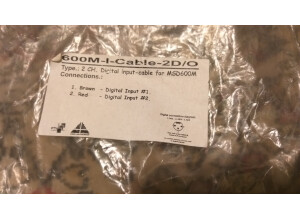 600M-I-Cable-2D/O
Type.: 2 CH. Digital input-cable for MSD600M
Connections.:
1. Brown - Digital Input #1
2. Red - Digital Input #2